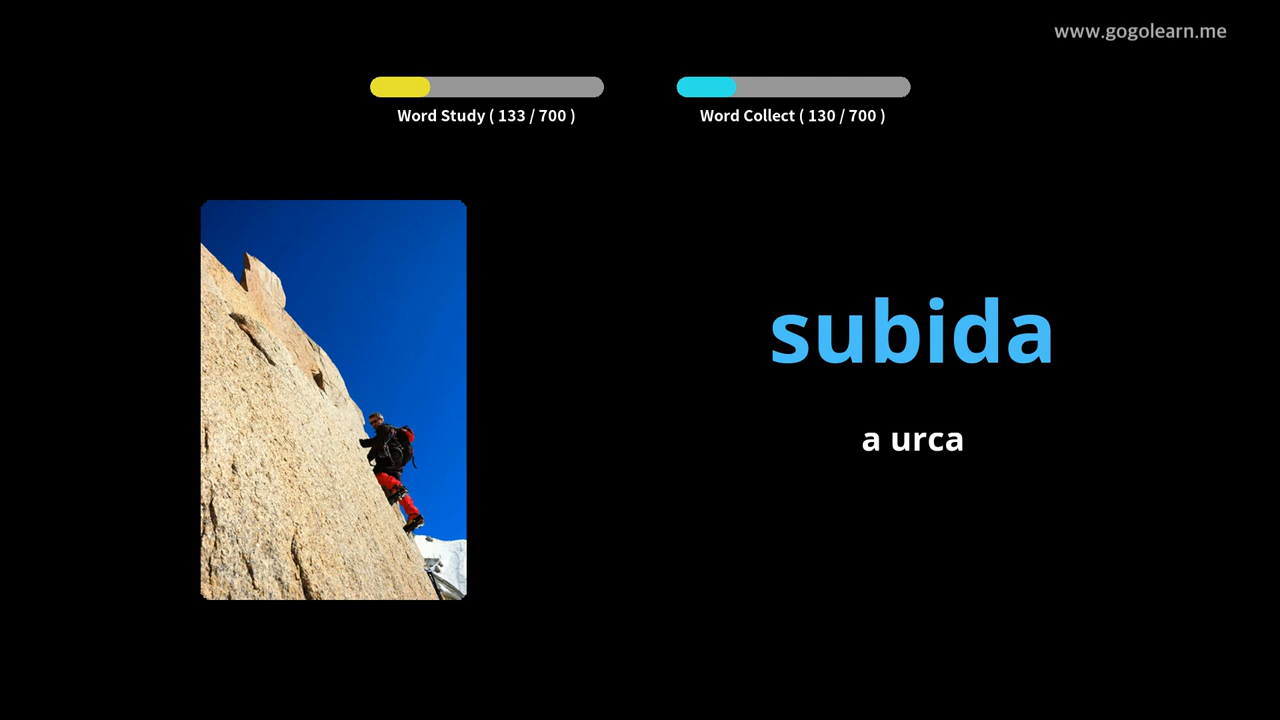 www.gogolearn.me
Word Study ( 133 / 700 )
Word Collect ( 130 / 700 )
subida
a urca